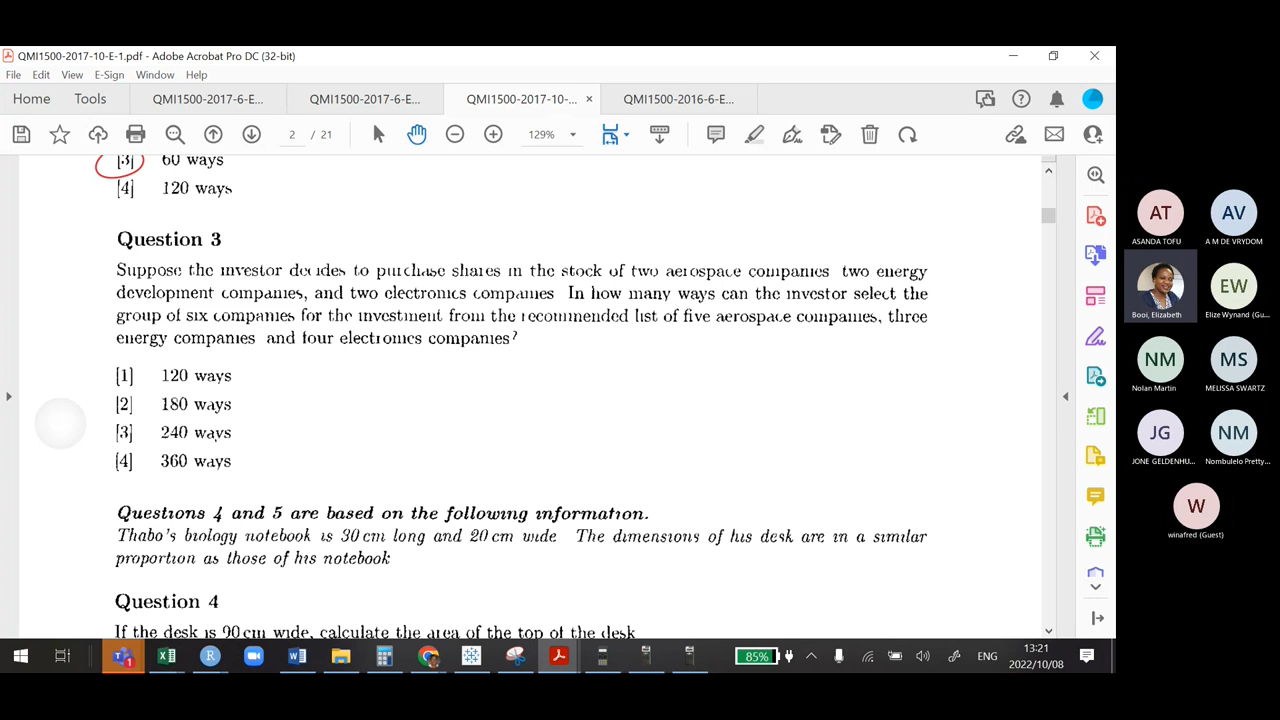 QMI1500-2017-10-E-1.pdf - Adobe Acrobat Pro DC (32-bit)
File Edit View E-Sign Window Help
Home Tools QMI1500-2017-6-E... QMI1500-2017-6-E... QMI1500-2017-10-... × QMI1500-2016-6-E...
2 / 21 129%
[3] 60 ways
[4] 120 ways
Question 3
Suppose the investor decides to purchase shares in the stock of two aerospace companies two energy
development companies, and two electronics companies In how many ways can the investor select the
group of six companies for the investment from the recommended list of five aerospace companies, three
energy companies and four electronics companies?
[1] 120 ways
[2] 180 ways
[3] 240 ways
[4] 360 ways
Questions 4 and 5 are based on the following information.
Thabo's biology notebook is 30 cm long and 20 cm wide The dimensions of his desk are in a similar
proportion as those of his notebook
Question 4
If the desk is 90 cm wide, calculate the area of the top of the desk
AT AV
ASANDA TOFU A M DE VRYDOM
EW
Booi, Elizabeth Elize Wynand (Gu...
NM MS
Nolan Martin MELISSA SWARTZ
JG NM
JONE GELDENHU... Nombulelo Pretty...
W
winafred (Guest)
85% ENG 13:21
2022/10/08